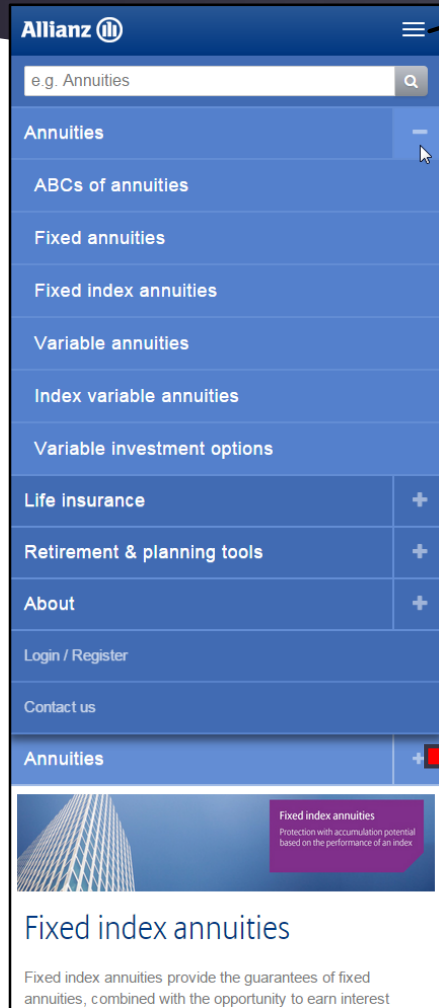 Allianz
e.g. Annuities
Annuities
ABCs of annuities
Fixed annuities
Fixed index annuities
Variable annuities
Index variable annuities
Variable investment options
Life insurance
Retirement & planning tools
About
Login / Register
Contact us
Annuities
Fixed index annuities
Protection with accumulation potential
based on the performance of an index
Fixed index annuities
Fixed index annuities provide the guarantees of fixed
annuities, combined with the opportunity to earn interest